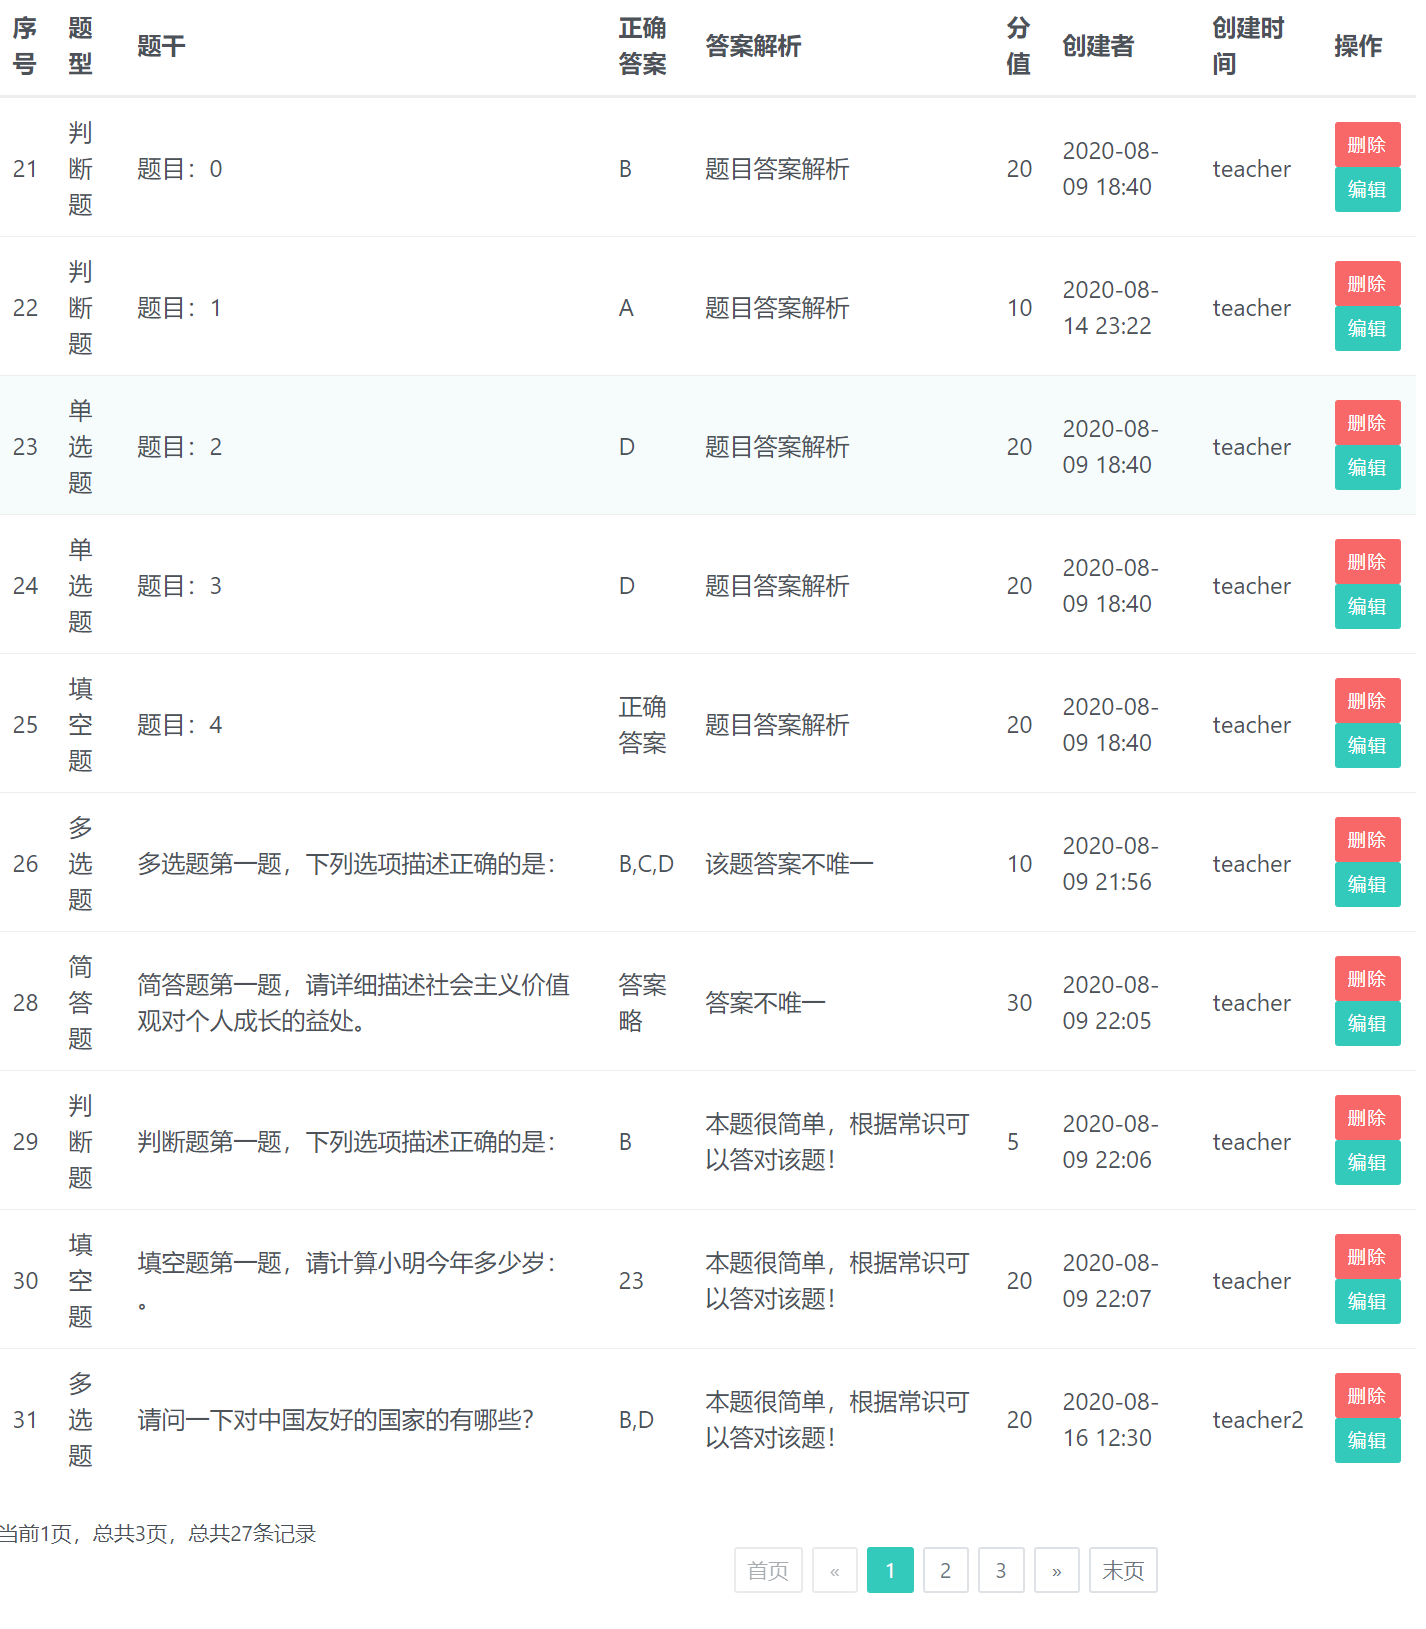 序号 题型 题干 正确答案 答案解析 分值 创建者 创建时间 操作
21 判断题 题目：0 B 题目答案解析 20 2020-08-09 18:40 teacher 删除 编辑
22 判断题 题目：1 A 题目答案解析 10 2020-08-14 23:22 teacher 删除 编辑
23 单选题 题目：2 D 题目答案解析 20 2020-08-09 18:40 teacher 删除 编辑
24 单选题 题目：3 D 题目答案解析 20 2020-08-09 18:40 teacher 删除 编辑
25 填空题 题目：4 正确答案 题目答案解析 20 2020-08-09 18:40 teacher 删除 编辑
26 多选题 多选题第一题，下列选项描述正确的是： B,C,D 该题答案不唯一 10 2020-08-09 21:56 teacher 删除 编辑
28 简答题 简答题第一题，请详细描述社会主义价值观对个人成长的益处。 答案略 答案不唯一 30 2020-08-09 22:05 teacher 删除 编辑
29 判断题 判断题第一题，下列选项描述正确的是： B 本题很简单，根据常识可以答对该题！ 5 2020-08-09 22:06 teacher 删除 编辑
30 填空题 填空题第一题，请计算小明今年多少岁：。 23 本题很简单，根据常识可以答对该题！ 20 2020-08-09 22:07 teacher 删除 编辑
31 多选题 请问一下对中国友好的国家的有哪些？ B,D 本题很简单，根据常识可以答对该题！ 20 2020-08-16 12:30 teacher2 删除 编辑
当前1页，总共3页，总共27条记录
首页 « 1 2 3 » 末页